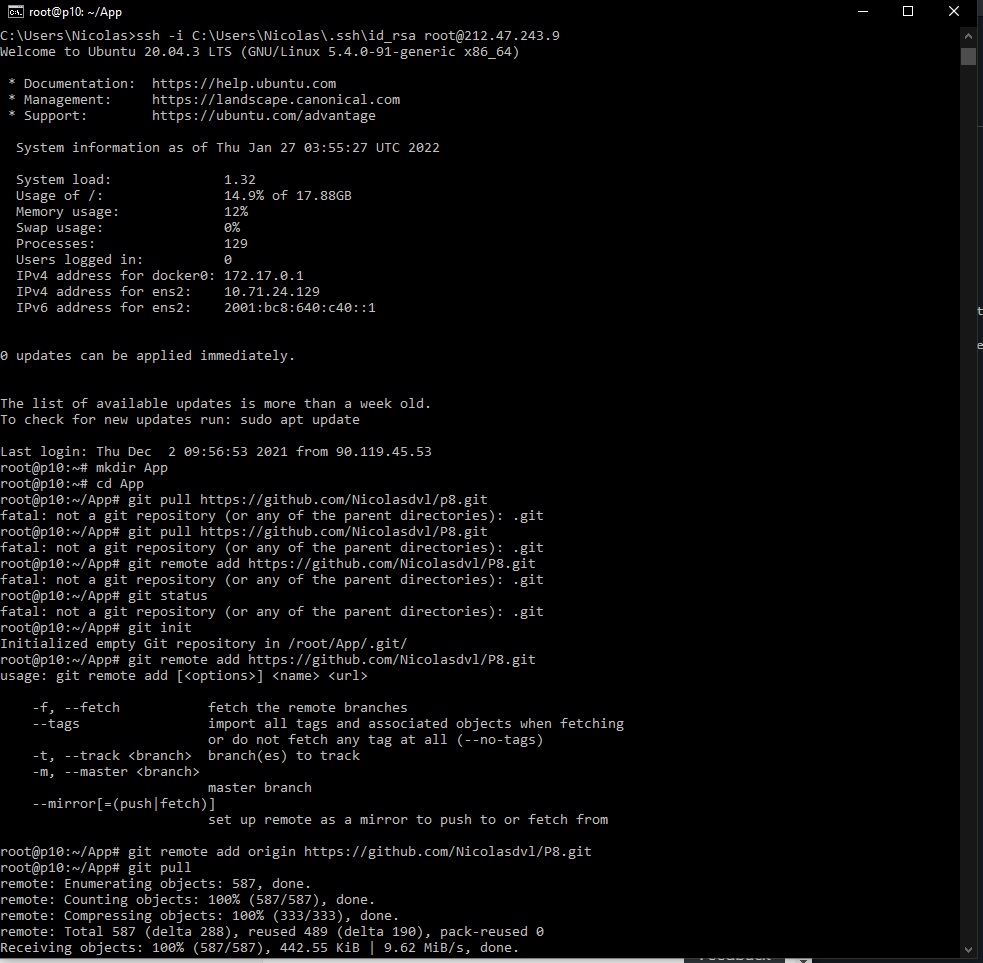 root@p10: ~/App
C:\Users\Nicolas>ssh -i C:\Users\Nicolas\.ssh\id_rsa root@212.47.243.9
Welcome to Ubuntu 20.04.3 LTS (GNU/Linux 5.4.0-91-generic x86_64)

 * Documentation:  https://help.ubuntu.com
 * Management:     https://landscape.canonical.com
 * Support:        https://ubuntu.com/advantage

  System information as of Thu Jan 27 03:55:27 UTC 2022

  System load:              1.32
  Usage of /:               14.9% of 17.88GB
  Memory usage:             12%
  Swap usage:               0%
  Processes:                129
  Users logged in:          0
  IPv4 address for docker0: 172.17.0.1
  IPv4 address for ens2:    10.71.24.129
  IPv6 address for ens2:    2001:bc8:640:c40::1

0 updates can be applied immediately.

The list of available updates is more than a week old.
To check for new updates run: sudo apt update

Last login: Thu Dec  2 09:56:53 2021 from 90.119.45.53
root@p10:~# mkdir App
root@p10:~# cd App
root@p10:~/App# git pull https://github.com/Nicolasdvl/p8.git
fatal: not a git repository (or any of the parent directories): .git
root@p10:~/App# git pull https://github.com/Nicolasdvl/P8.git
fatal: not a git repository (or any of the parent directories): .git
root@p10:~/App# git remote add https://github.com/Nicolasdvl/P8.git
fatal: not a git repository (or any of the parent directories): .git
root@p10:~/App# git status
fatal: not a git repository (or any of the parent directories): .git
root@p10:~/App# git init
Initialized empty Git repository in /root/App/.git/
root@p10:~/App# git remote add https://github.com/Nicolasdvl/P8.git
usage: git remote add [<options>] <name> <url>

    -f, --fetch           fetch the remote branches
    --tags                import all tags and associated objects when fetching
                          or do not fetch any tag at all (--no-tags)
    -t, --track <branch>  branch(es) to track
    -m, --master <branch>
                          master branch
    --mirror[=(push|fetch)]
                          set up remote as a mirror to push to or fetch from

root@p10:~/App# git remote add origin https://github.com/Nicolasdvl/P8.git
root@p10:~/App# git pull
remote: Enumerating objects: 587, done.
remote: Counting objects: 100% (587/587), done.
remote: Compressing objects: 100% (333/333), done.
remote: Total 587 (delta 288), reused 489 (delta 190), pack-reused 0
Receiving objects: 100% (587/587), 442.55 KiB | 9.62 MiB/s, done.